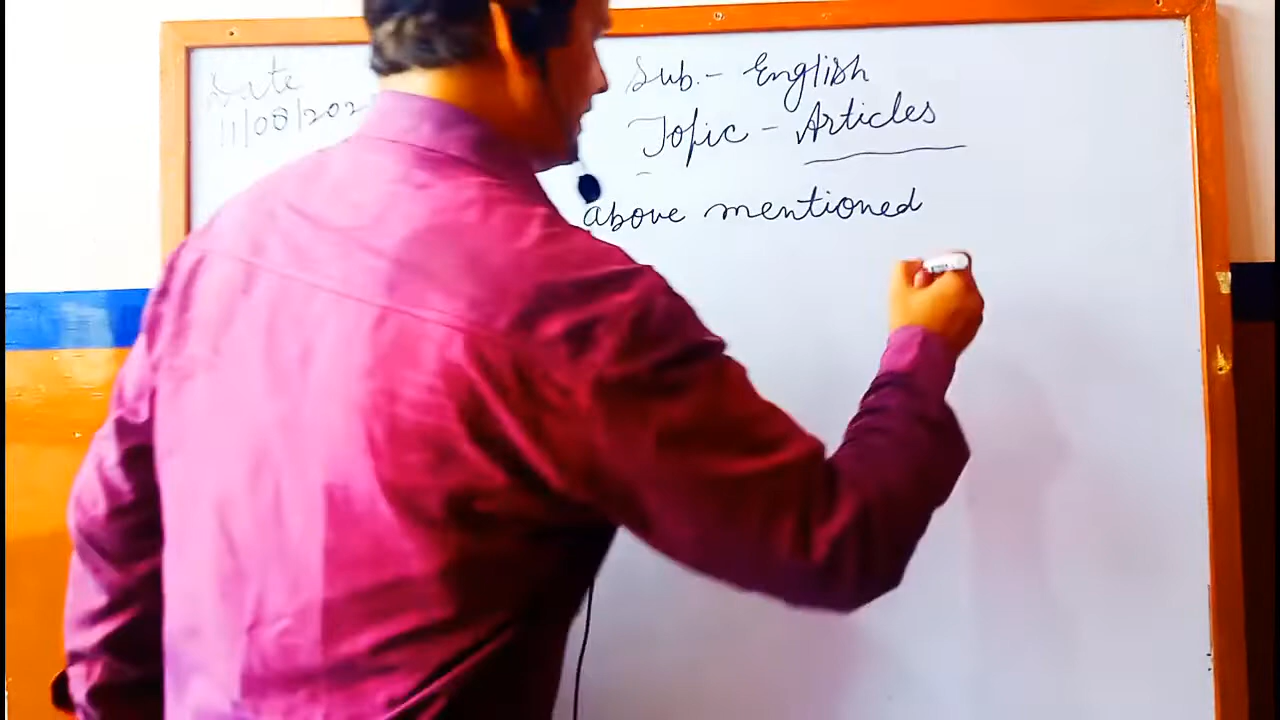 Date
Sub.- English
11/08/202
Topic - Articles
above mentioned